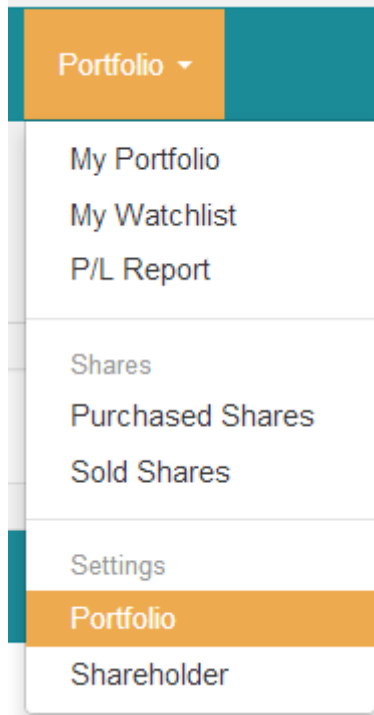 Portfolio
My Portfolio
My Watchlist
P/L Report
Shares
Purchased Shares
Sold Shares
Settings
Portfolio
Shareholder